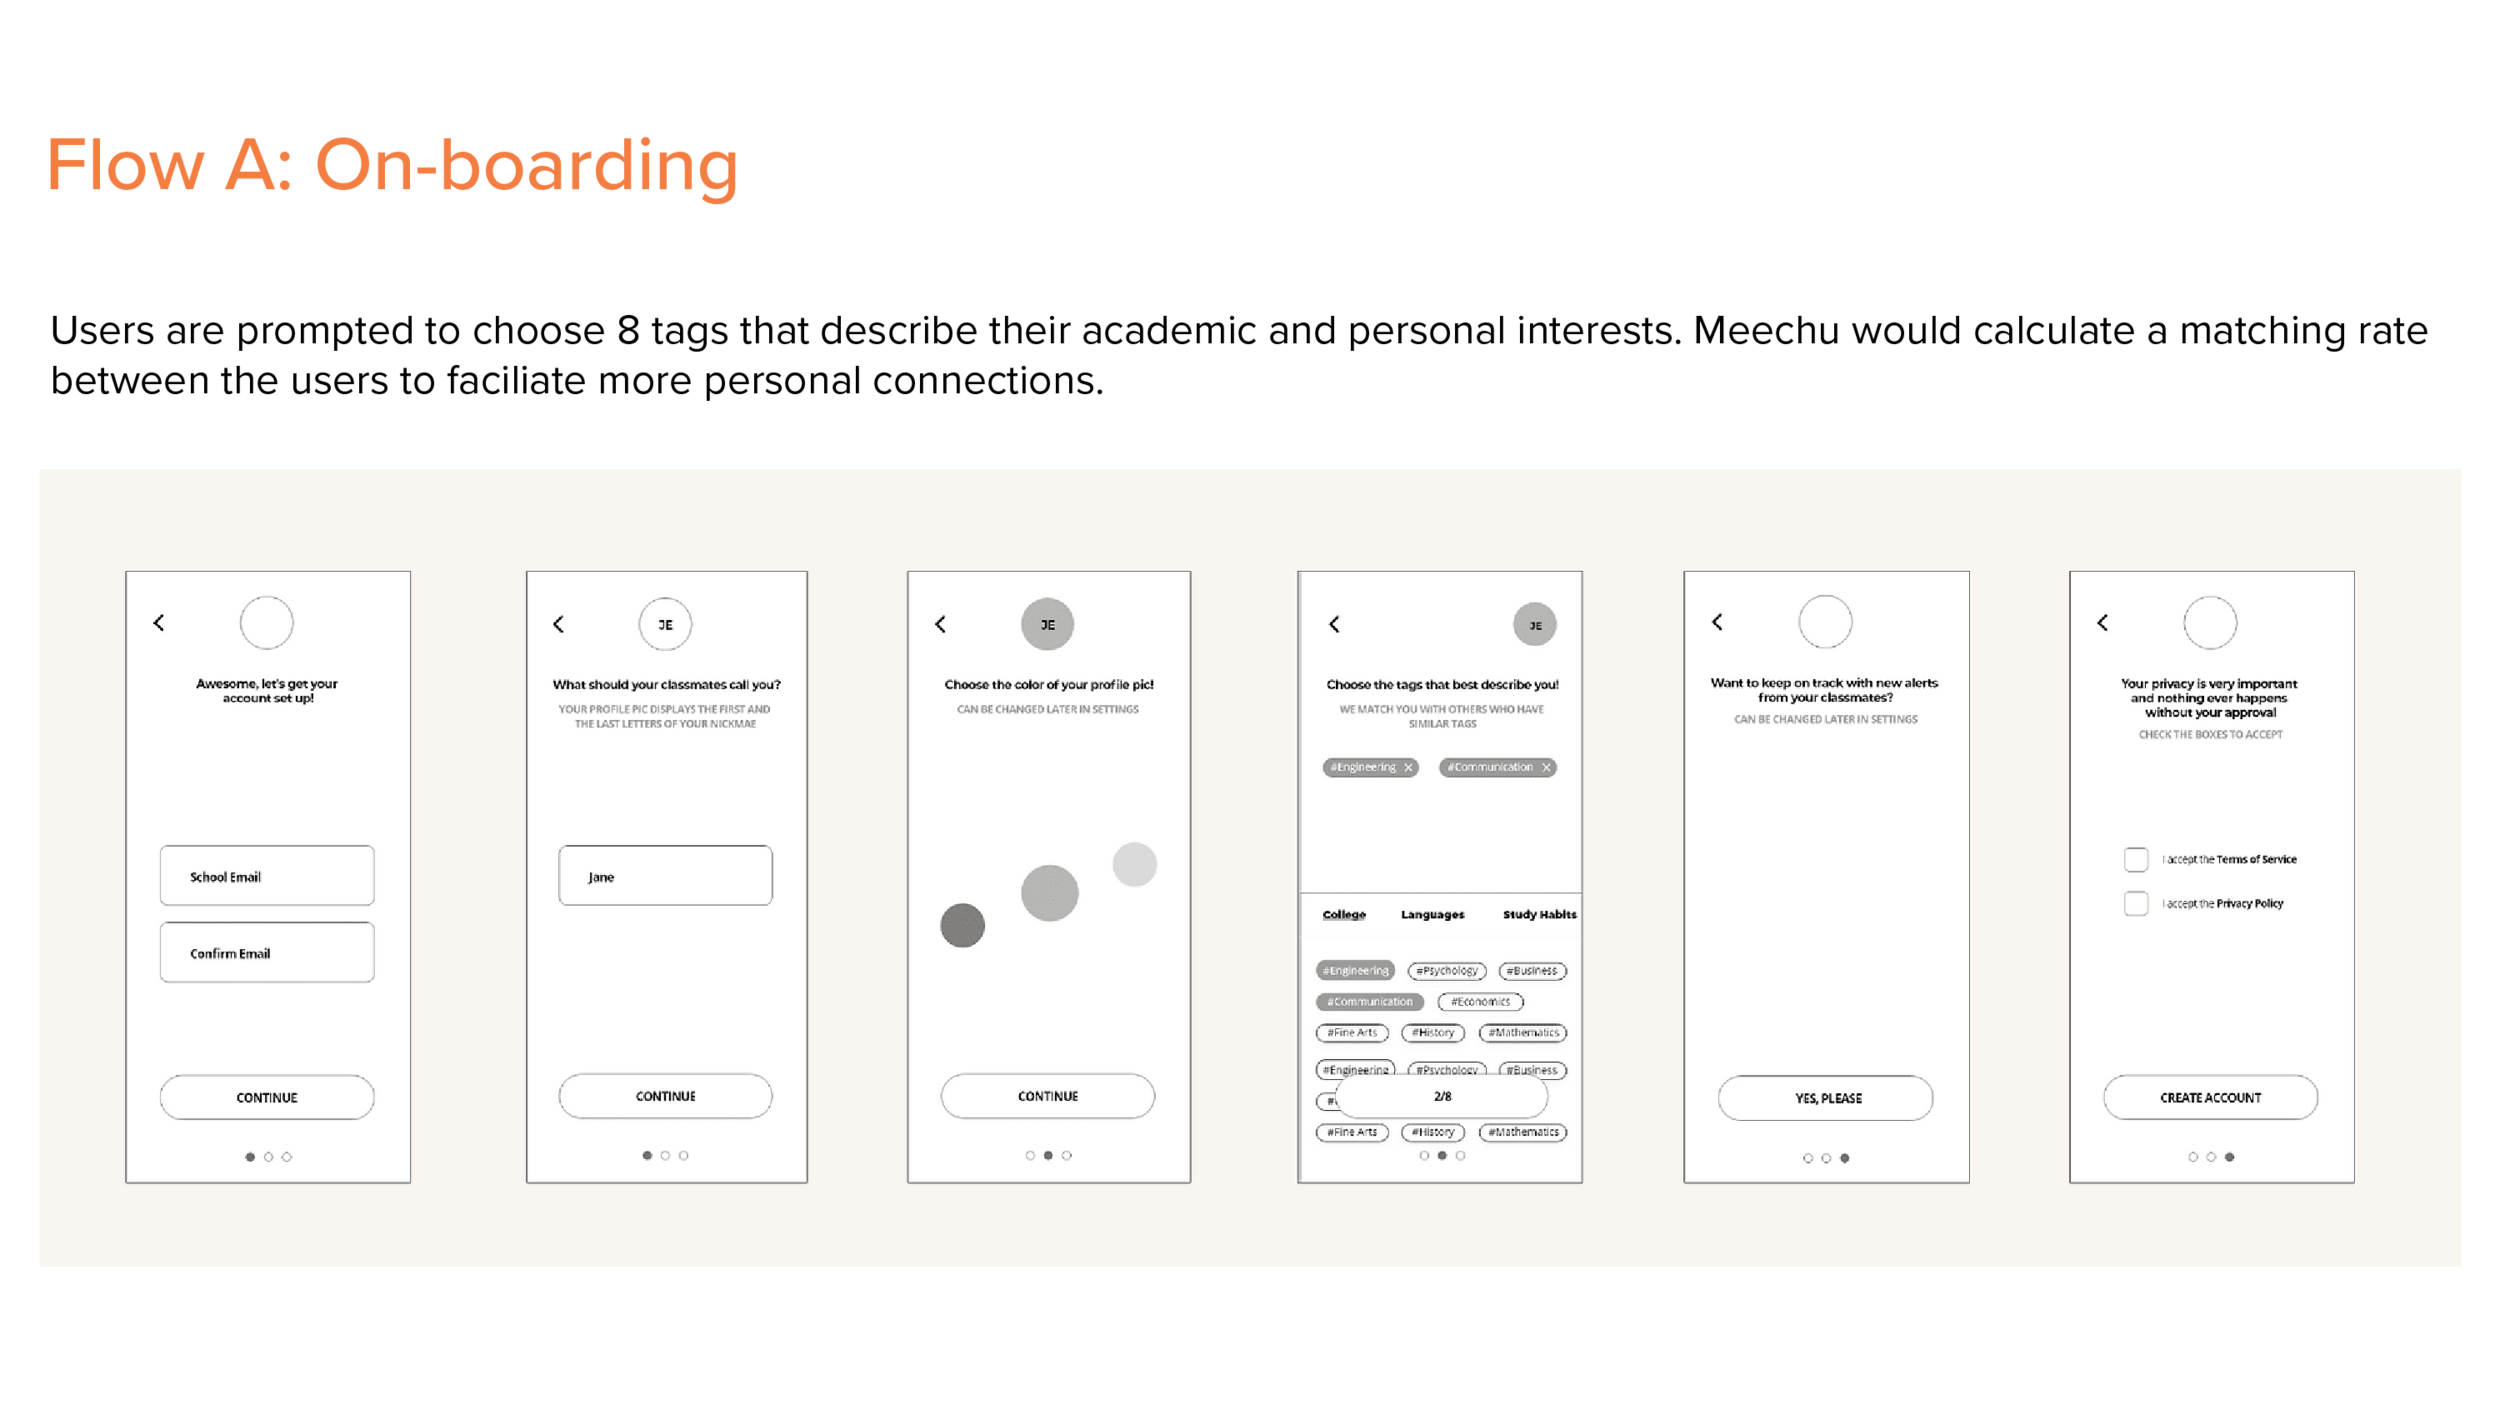 Flow A: On-boarding
Users are prompted to choose 8 tags that describe their academic and personal interests. Meechu would calculate a matching rate
between the users to faciliate more personal connections.
Awesome, let's get your
account set up!
School Email
Confirm Email
CONTINUE
JE
What should your classmates call you?
YOUR PROFILE PIC DISPLAYS THE FIRST AND
THE LAST LETTERS OF YOUR NICKMAE
Jane
CONTINUE
JE
Choose the color of your profile pic!
CAN BE CHANGED LATER IN SETTINGS
CONTINUE
JE
Choose the tags that best describe you!
WE MATCH YOU WITH OTHERS WHO HAVE
SIMILAR TAGS
#Engineering × #Communication ×
College Languages Study Habits
#Engineering #Psychology #Business
#Communication #Economics
#Fine Arts #History #Mathematics
#Engineering #Psychology #Business
#
2/8
#Fine Arts #History #Mathematics
Want to keep on track with new alerts
from your classmates?
CAN BE CHANGED LATER IN SETTINGS
YES, PLEASE
Your privacy is very important
and nothing ever happens
without your approval
CHECK THE BOXES TO ACCEPT
I accept the Terms of Service
I accept the Privacy Policy
CREATE ACCOUNT